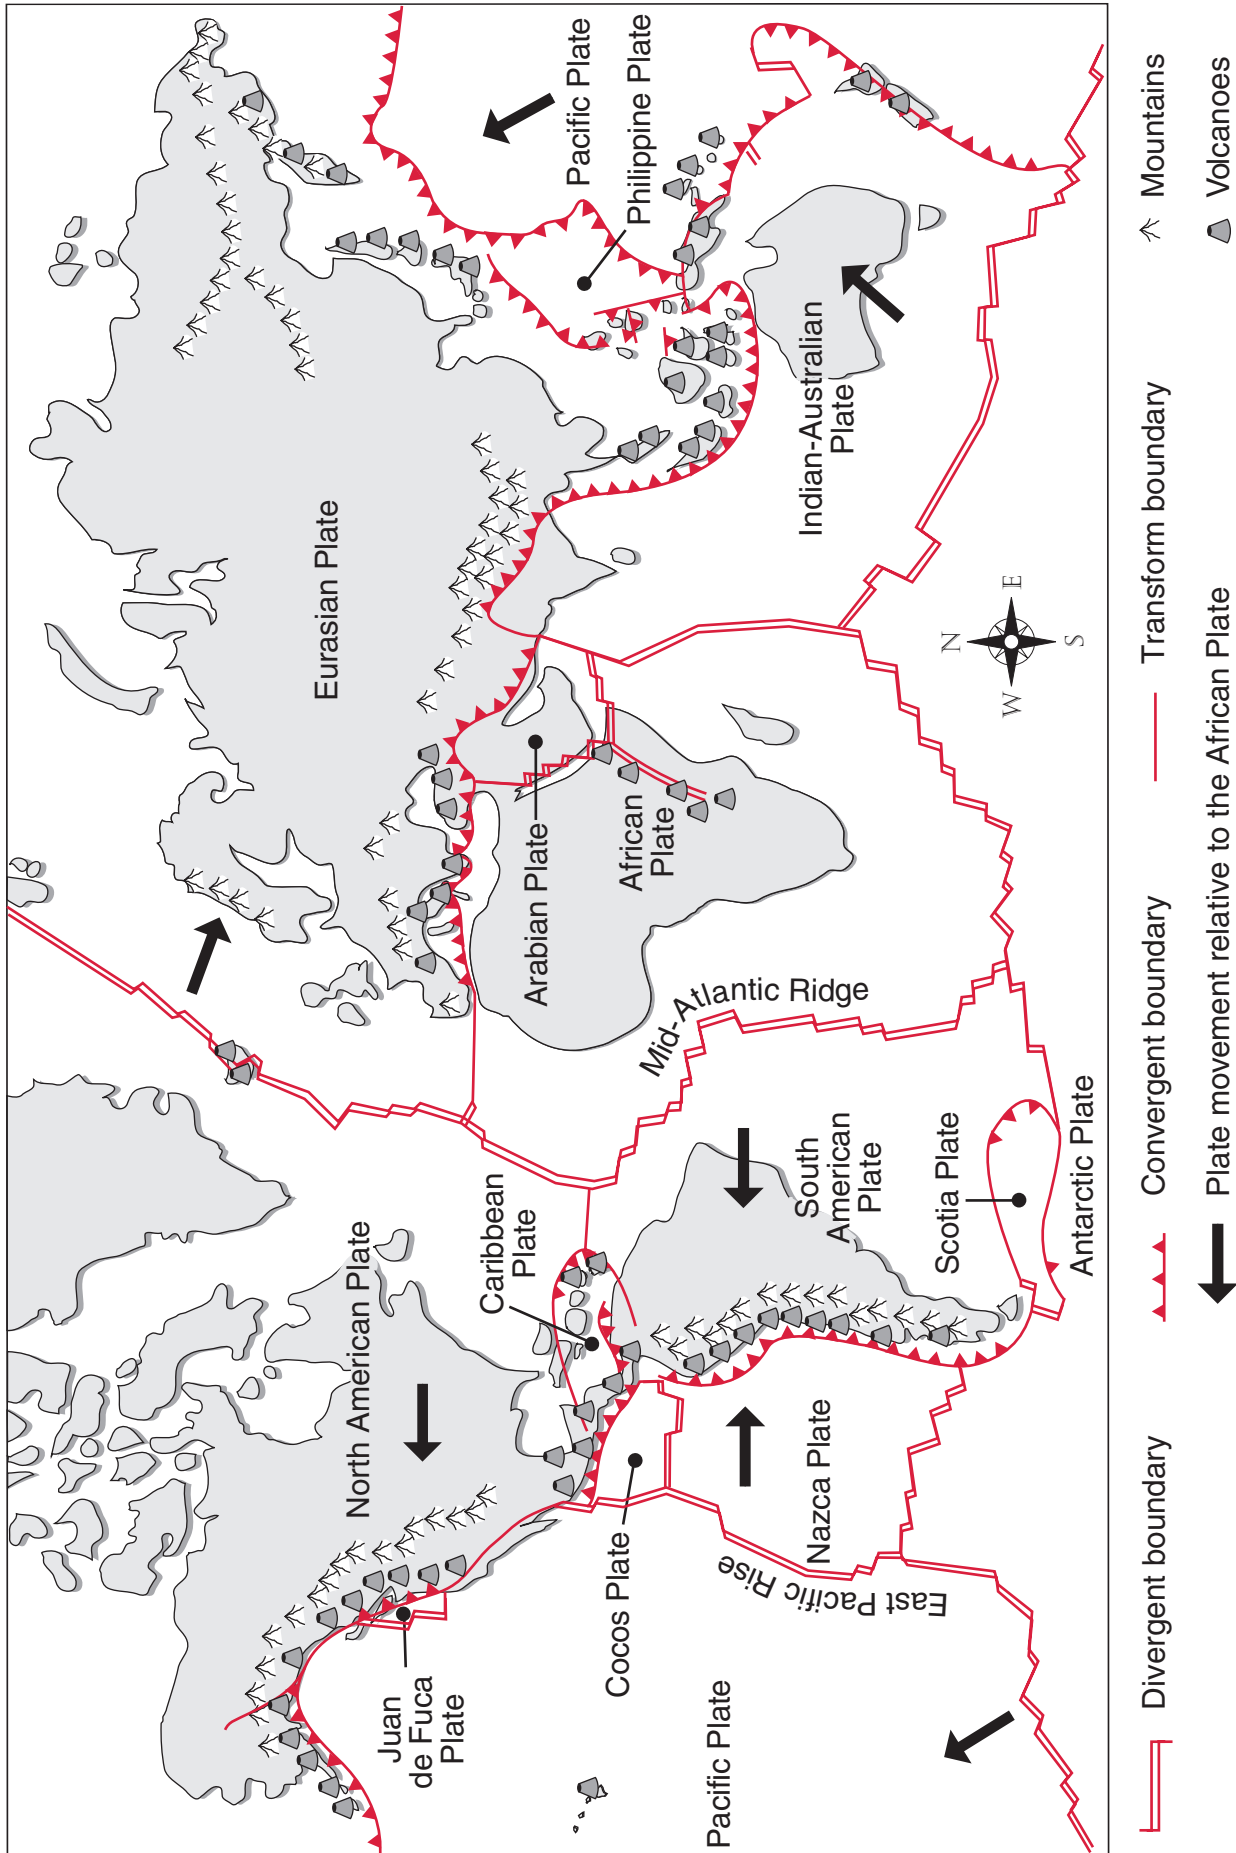 North American Plate
Eurasian Plate
Pacific Plate
Philippine Plate
Juan
de Fuca
Plate
Caribbean
Plate
Arabian Plate
African
Plate
Cocos Plate
Mid-Atlantic Ridge
Indian-Australian
Plate
Pacific Plate
East Pacific Rise
Nazca Plate
South
American
Plate
Scotia Plate
Antarctic Plate
N
W
E
S
Divergent boundary
Convergent boundary
Transform boundary
Mountains
Plate movement relative to the African Plate
Volcanoes